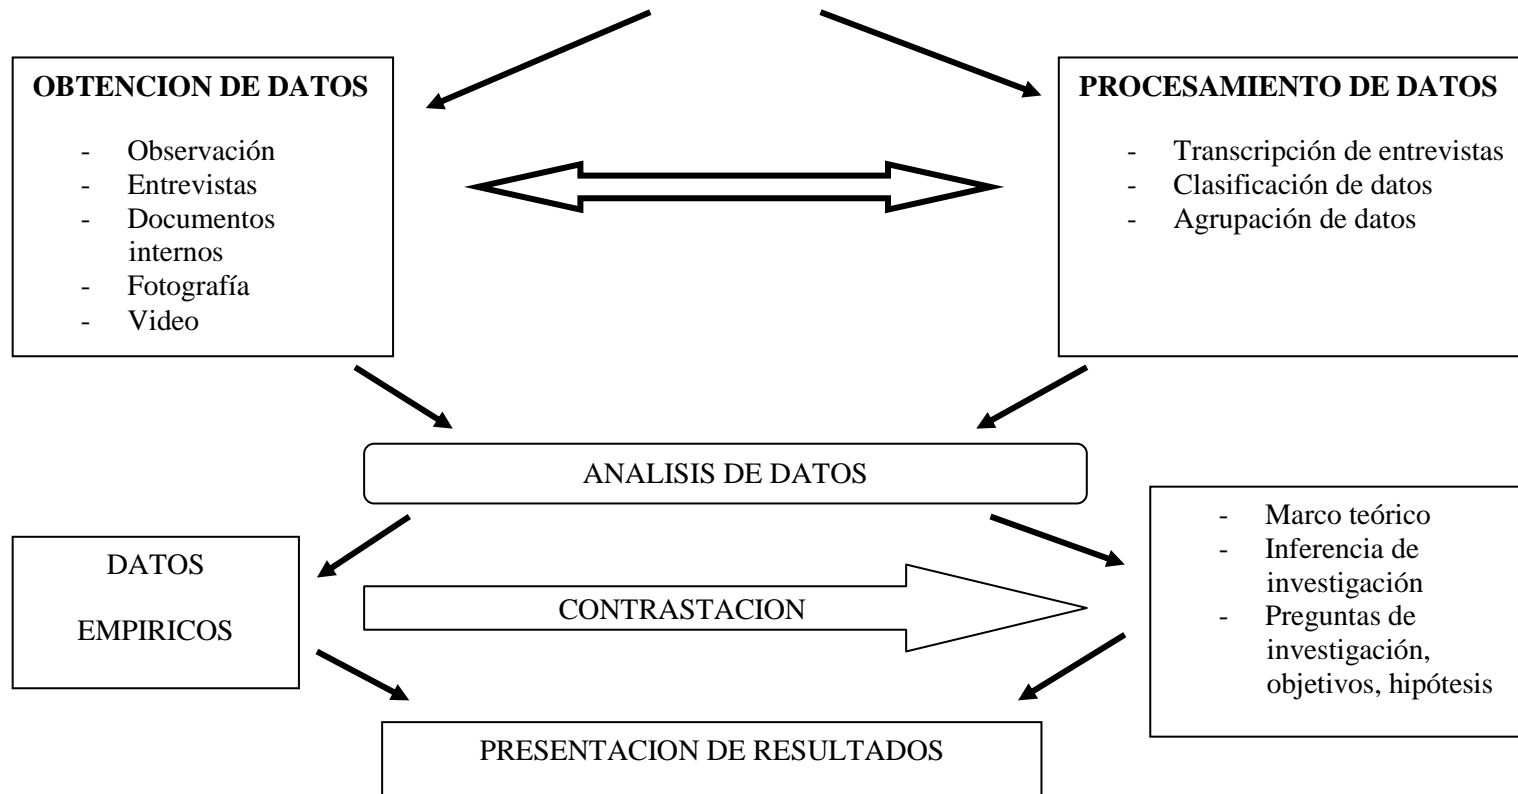 OBTENCION DE DATOS
- Observación
- Entrevistas
- Documentos
internos
- Fotografía
- Video
PROCESAMIENTO DE DATOS
- Transcripción de entrevistas
- Clasificación de datos
- Agrupación de datos
ANALISIS DE DATOS
DATOS
EMPIRICOS
CONTRASTACION
- Marco teórico
- Inferencia de
investigación
- Preguntas de
investigación,
objetivos, hipótesis
PRESENTACION DE RESULTADOS